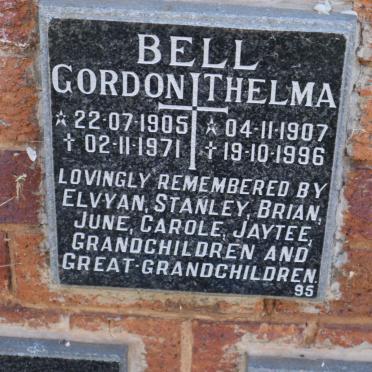 BELL
GORDON THELMA
☆ 22·07·1905 ☆ 04·11·1907
† 02·11·1971 † 19·10·1996
LOVINGLY REMEMBERED BY
ELVYAN, STANLEY, BRIAN,
JUNE, CAROLE, JAYTEE,
GRANDCHILDREN AND
GREAT-GRANDCHILDREN.
95